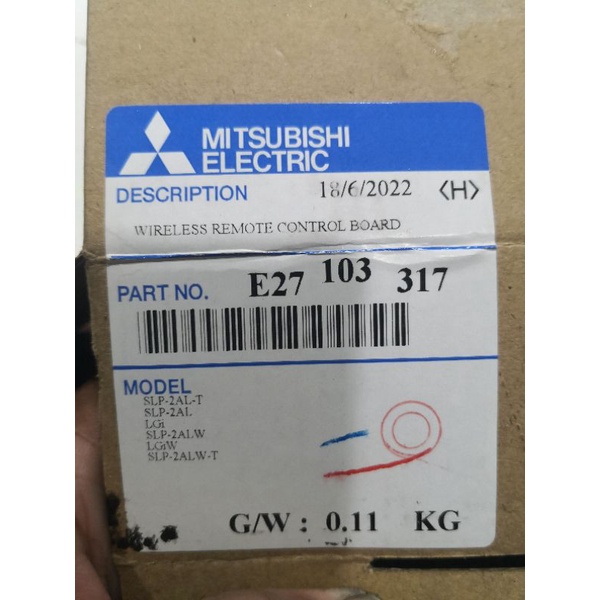 MITSUBISHI
ELECTRIC
DESCRIPTION 18/6/2022 <H>
WIRELESS REMOTE CONTROL BOARD
PART NO. E27 103 317
MODEL
SLP-2AL-T
SLP-2AL
LGi
SLP-2ALW
LGiW
SLP-2ALW-T
G/W : 0.11 KG